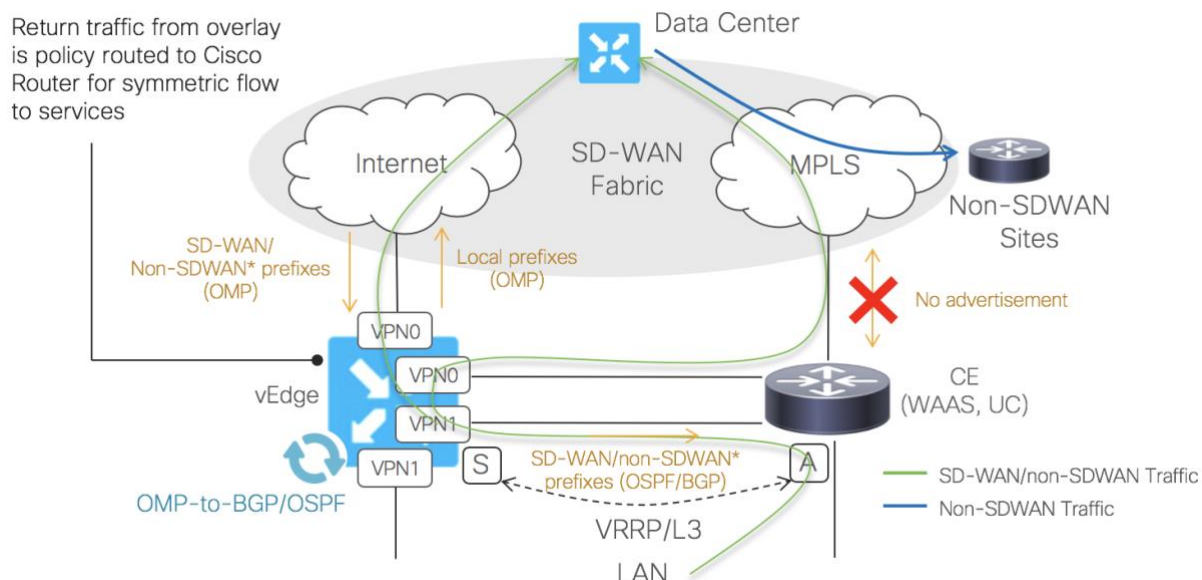 Return traffic from overlay
is policy routed to Cisco
Router for symmetric flow
to services
Data Center
Internet
SD-WAN
Fabric
MPLS
Non-SDWAN
Sites
SD-WAN/
Non-SDWAN* prefixes
(OMP)
Local prefixes
(OMP)
No advertisement
VPN0
vEdge
VPN0
CE
(WAAS, UC)
VPN1
VPN1
S
SD-WAN/non-SDWAN*
prefixes (OSPF/BGP)
A
OMP-to-BGP/OSPF
VRRP/L3
LAN
SD-WAN/non-SDWAN Traffic
Non-SDWAN Traffic